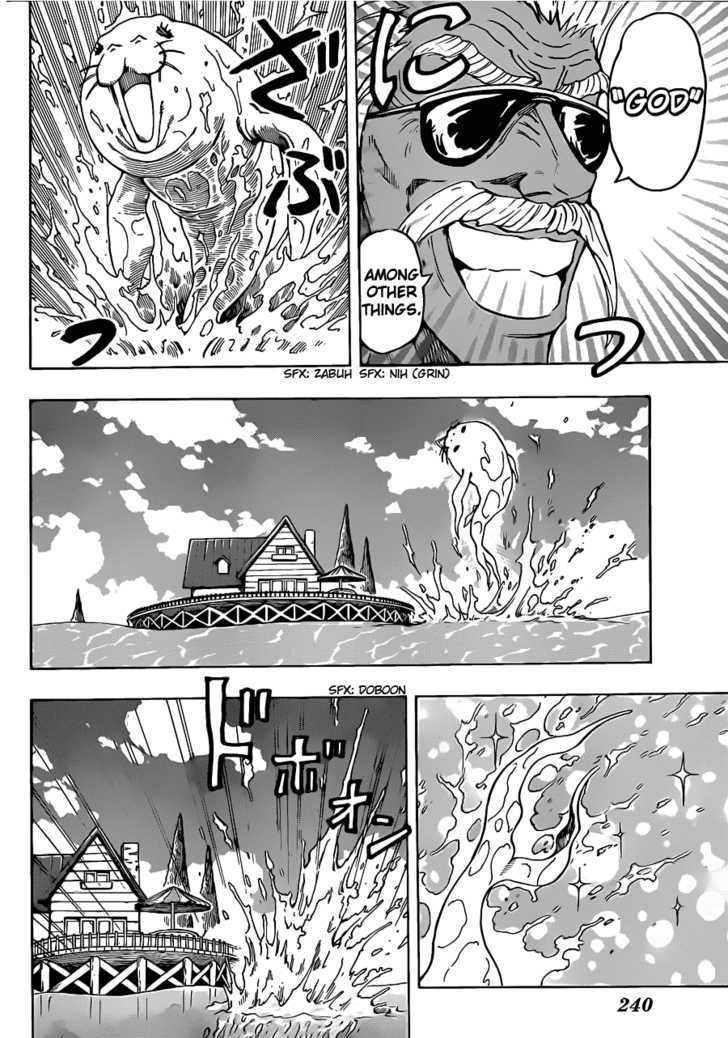 "GOD"
AMONG
OTHER
THINGS.
にっ
ざぶっ
SFX: ZABUH SFX: NIH (GRIN)
SFX: DOBOON
ドボォーン
240